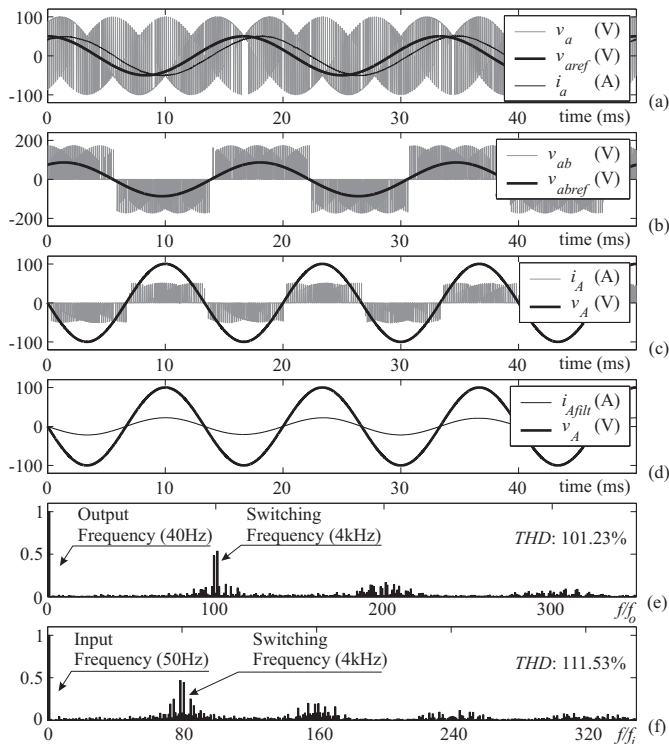 100
0
-100
v_a (V)
v_aref (V)
i_a (A)
0 10 20 30 40 time (ms) (a)
200
0
-200
v_ab (V)
v_abref (V)
0 10 20 30 40 time (ms) (b)
100
0
-100
i_A (A)
v_A (V)
0 10 20 30 40 time (ms) (c)
100
0
-100
i_Afilt (A)
v_A (V)
0 10 20 30 40 time (ms) (d)
1
0.5
0
Output
Frequency (40Hz)
Switching
Frequency (4kHz)
THD: 101.23%
100 200 300 f/f_o (e)
1
0.5
0
Input
Frequency (50Hz)
Switching
Frequency (4kHz)
THD: 111.53%
0 80 160 240 320 f/f_i (f)